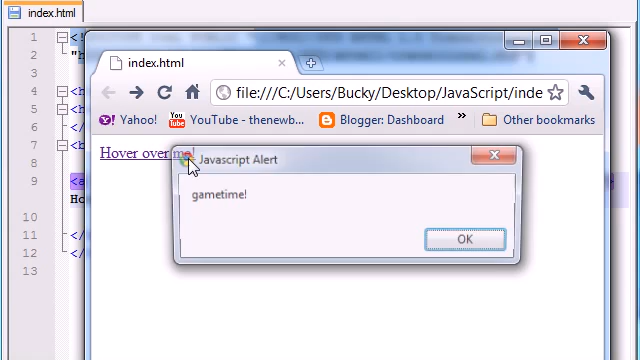 index.html
index.html
file:///C:/Users/Bucky/Desktop/JavaScript/inde
Yahoo!
YouTube - thenewb...
Blogger: Dashboard
»
Other bookmarks
Hover over me!
Javascript Alert
gametime!
OK
1
2
4
5
6
7
8
9
10
11
12
13